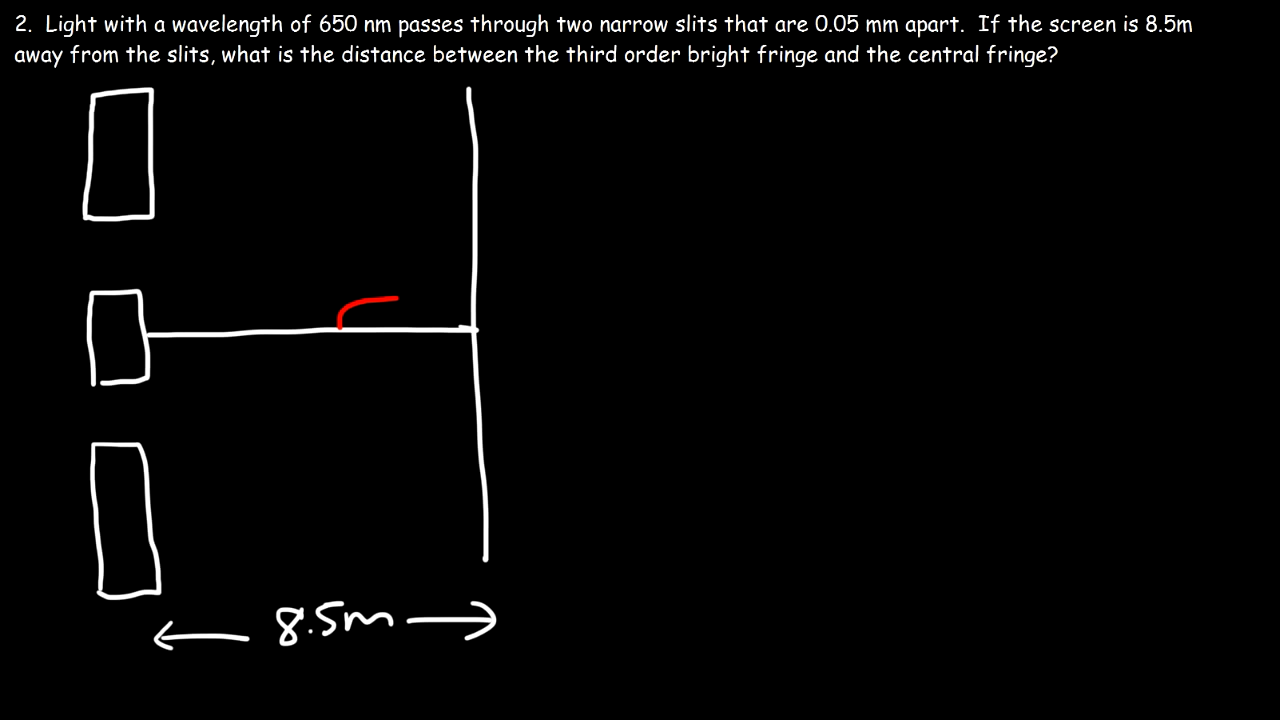 2. Light with a wavelength of 650 nm passes through two narrow slits that are 0.05 mm apart. If the screen is 8.5m
away from the slits, what is the distance between the third order bright fringe and the central fringe?
8.5m